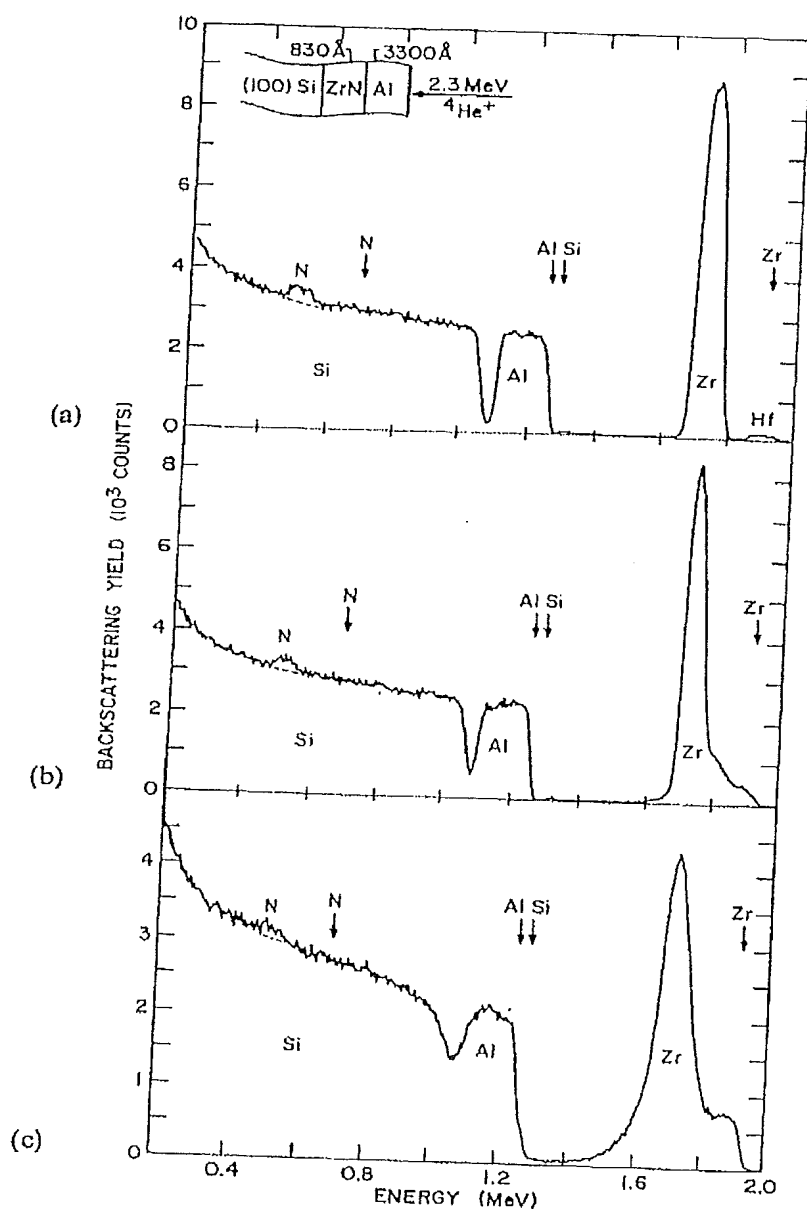 10
830Å 3300Å
(100) Si ZrN Al 2.3 MeV
⁴He⁺
8
6
N
N
Al Si
Zr
4
2
Si
Al
Zr
Hf
(a)
0
BACKSCATTERING YIELD (10³ COUNTS)
8
6
N
N
Al Si
Zr
4
2
Si
Al
Zr
(b)
0
4
N
N
Al Si
Zr
3
2
Si
Al
Zr
1
(c)
0
0.4 0.8 1.2 1.6 2.0
ENERGY (MeV)